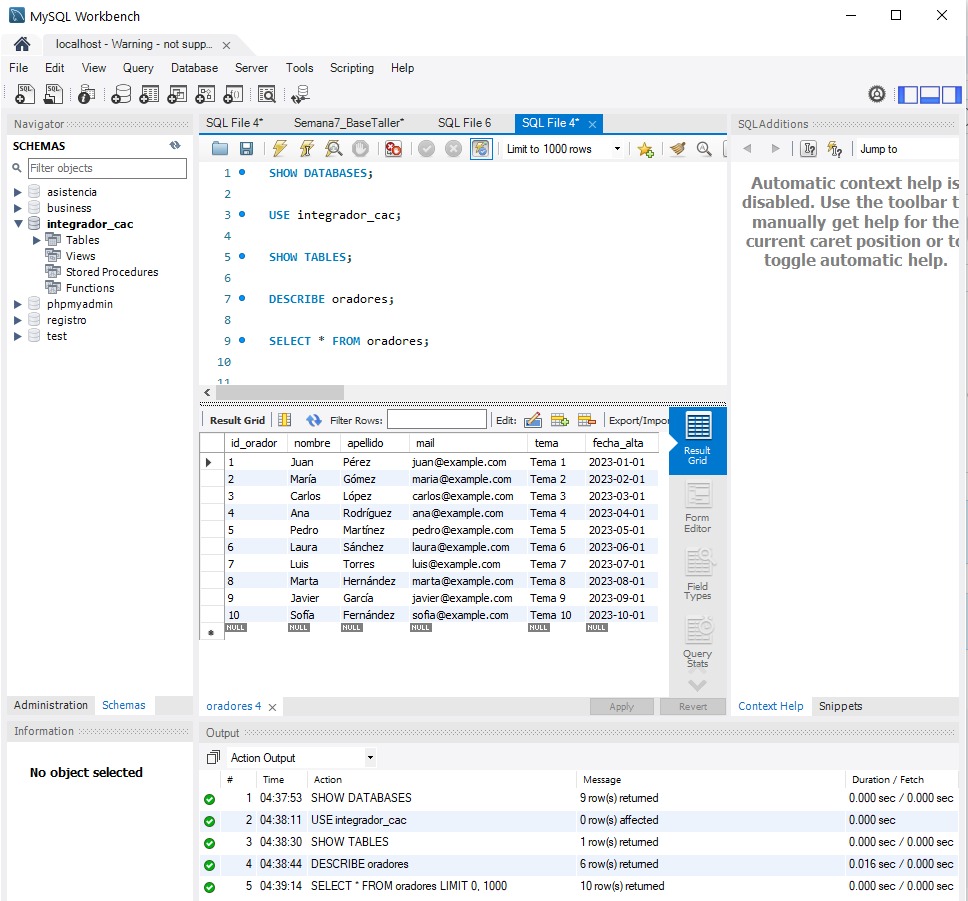 MySQL Workbench
localhost - Warning - not supp...
File Edit View Query Database Server Tools Scripting Help
Navigator
SCHEMAS
Filter objects
asistencia
business
integrador_cac
Tables
Views
Stored Procedures
Functions
phpmyadmin
registro
test
Administration Schemas
Information
No object selected
SQL File 4* Semana7_BaseTaller* SQL File 6 SQL File 4*
Limit to 1000 rows
1 SHOW DATABASES;
2
3 USE integrador_cac;
4
5 SHOW TABLES;
6
7 DESCRIBE oradores;
8
9 SELECT * FROM oradores;
10
11
Result Grid Filter Rows: Edit: Export/Impor
id_orador nombre apellido mail tema fecha_alta
1 Juan Pérez juan@example.com Tema 1 2023-01-01
2 María Gómez maria@example.com Tema 2 2023-02-01
3 Carlos López carlos@example.com Tema 3 2023-03-01
4 Ana Rodríguez ana@example.com Tema 4 2023-04-01
5 Pedro Martínez pedro@example.com Tema 5 2023-05-01
6 Laura Sánchez laura@example.com Tema 6 2023-06-01
7 Luis Torres luis@example.com Tema 7 2023-07-01
8 Marta Hernández marta@example.com Tema 8 2023-08-01
9 Javier García javier@example.com Tema 9 2023-09-01
10 Sofía Fernández sofia@example.com Tema 10 2023-10-01
NULL NULL NULL NULL NULL NULL
Result
Grid
Form
Editor
Field
Types
Query
Stats
oradores 4 Apply Revert
SQLAdditions
Jump to
Automatic context help is
disabled. Use the toolbar t
manually get help for the
current caret position or to
toggle automatic help.
Context Help Snippets
Output
Action Output
# Time Action Message Duration / Fetch
1 04:37:53 SHOW DATABASES 9 row(s) returned 0.000 sec / 0.000 sec
2 04:38:11 USE integrador_cac 0 row(s) affected 0.000 sec
3 04:38:30 SHOW TABLES 1 row(s) returned 0.000 sec / 0.000 sec
4 04:38:44 DESCRIBE oradores 6 row(s) returned 0.016 sec / 0.000 sec
5 04:39:14 SELECT * FROM oradores LIMIT 0, 1000 10 row(s) returned 0.000 sec / 0.000 sec